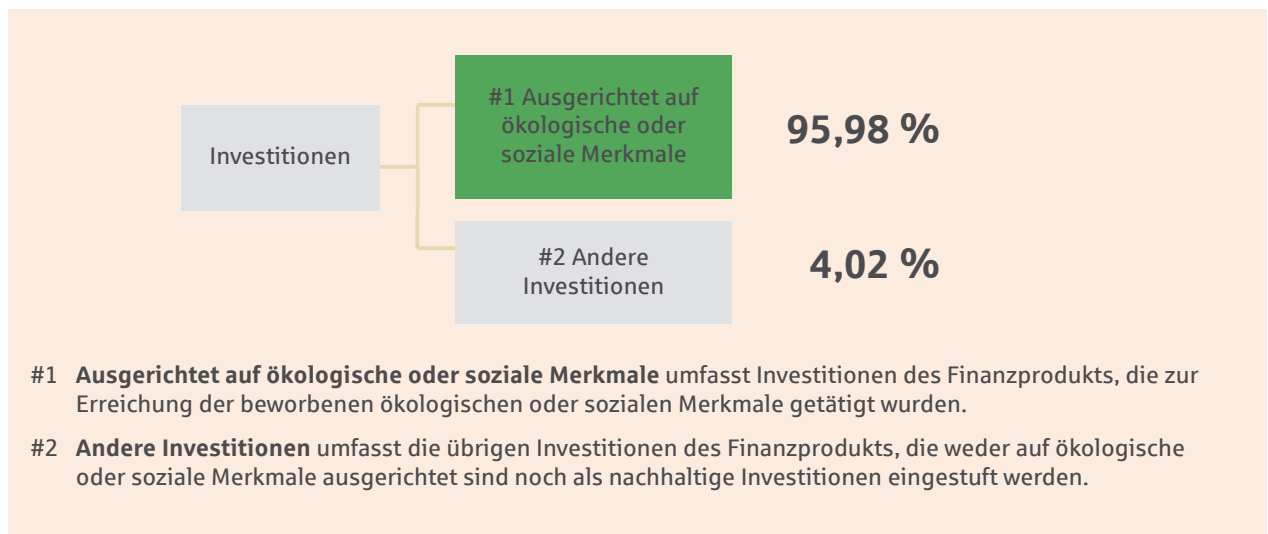 #1 Ausgerichtet auf
ökologische oder
soziale Merkmale
95,98 %
Investitionen
#2 Andere
Investitionen
4,02 %
#1 Ausgerichtet auf ökologische oder soziale Merkmale umfasst Investitionen des Finanzprodukts, die zur
Erreichung der beworbenen ökologischen oder sozialen Merkmale getätigt wurden.
#2 Andere Investitionen umfasst die übrigen Investitionen des Finanzprodukts, die weder auf ökologische
oder soziale Merkmale ausgerichtet sind noch als nachhaltige Investitionen eingestuft werden.